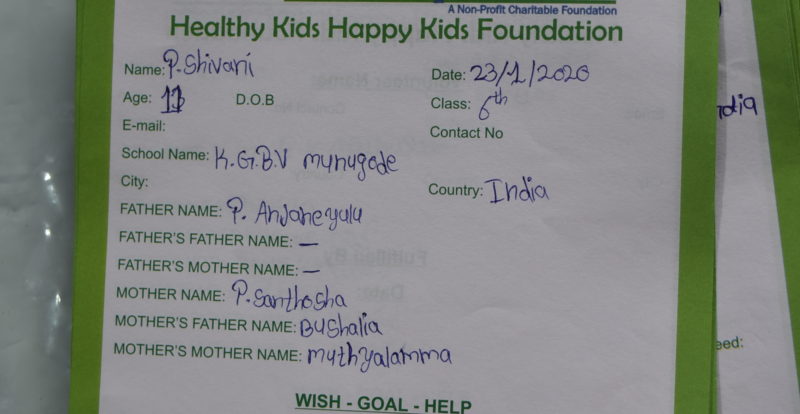 A Non-Profit Charitable Foundation
Healthy Kids Happy Kids Foundation
Name: P. Shivani Date: 23/1/2020
Age: 11 D.O.B Class: 6th
E-mail: Contact No
School Name: K.G.B.V munugode
City: Country: India
FATHER NAME: P. Anjaneyulu
FATHER'S FATHER NAME: —
FATHER'S MOTHER NAME: —
MOTHER NAME: P. Santhosha
MOTHER'S FATHER NAME: Bushalia
MOTHER'S MOTHER NAME: muthyalamma
WISH - GOAL - HELP
eed: